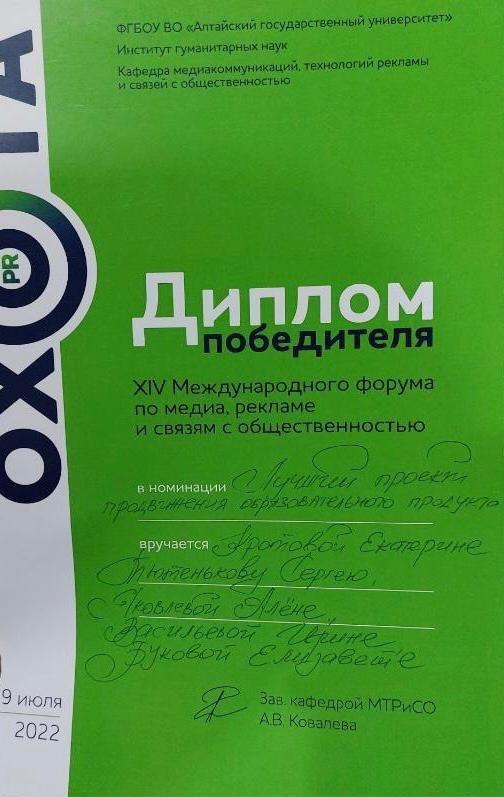 ФГБОУ ВО «Алтайский государственный университет»
Институт гуманитарных наук
Кафедра медиакоммуникаций, технологий рекламы
и связей с общественностью
ОХОТА
PR
Диплом
победителя
XIV Международного форума
по медиа, рекламе
и связям с общественностью
в номинации Лучший проект
продвижения образовательного продукта
вручается Кротовой Екатерине
Тютенькову Сергею,
Яковлевой Алёне,
Васильевой Ирине
Буковой Елизавете
9 июля
2022
Зав. кафедрой МТРиСО
А.В. Ковалева